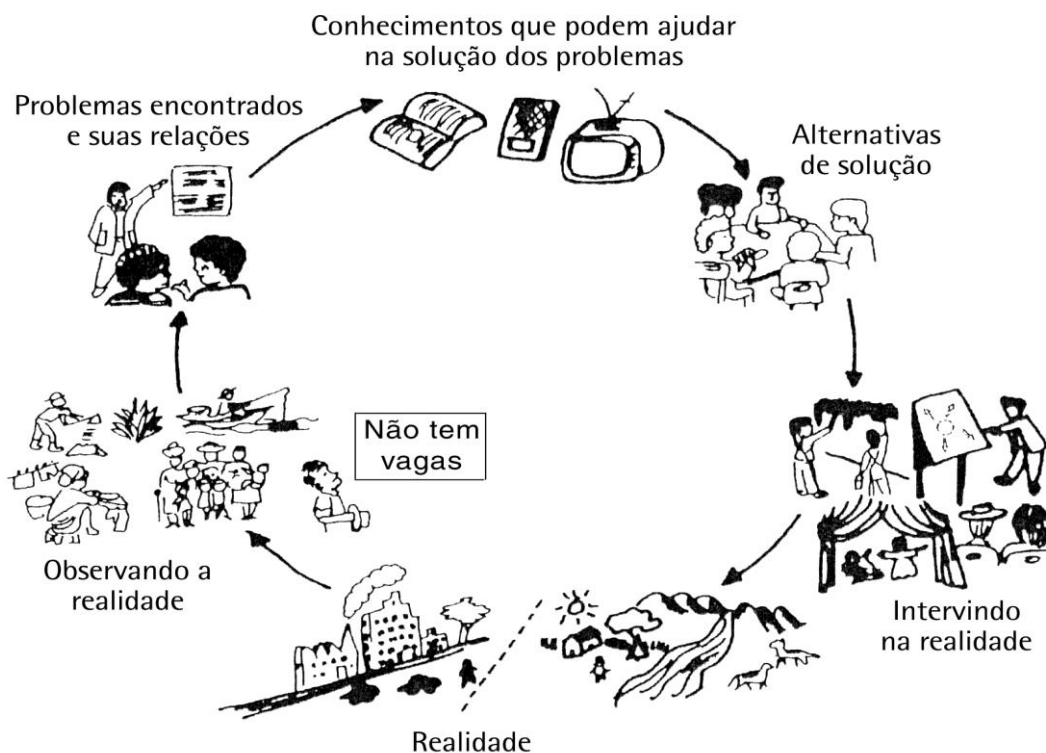 Conhecimentos que podem ajudar
na solução dos problemas
Problemas encontrados
e suas relações
Alternativas
de solução
Não tem
vagas
Observando a
realidade
Intervindo
na realidade
Realidade